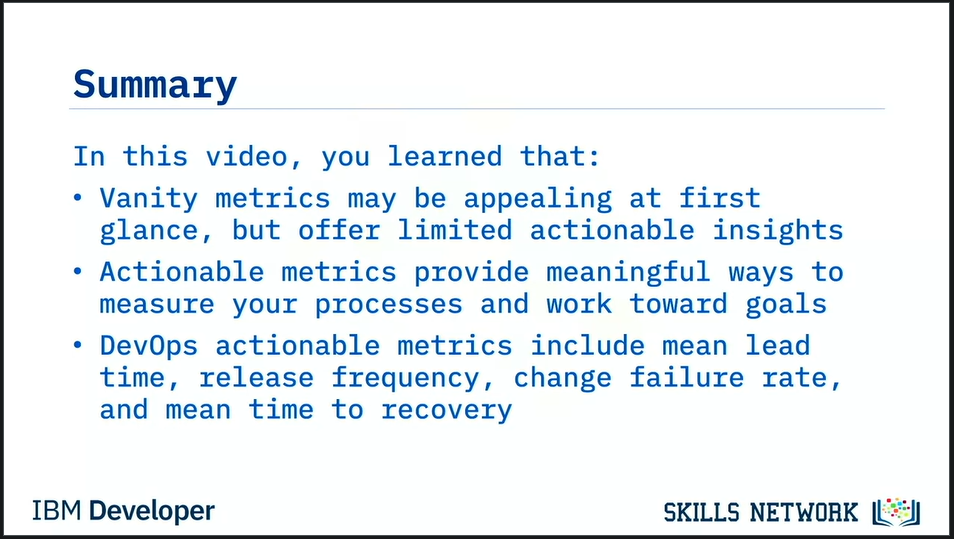 Summary
In this video, you learned that:
• Vanity metrics may be appealing at first
glance, but offer limited actionable insights
• Actionable metrics provide meaningful ways to
measure your processes and work toward goals
• DevOps actionable metrics include mean lead
time, release frequency, change failure rate,
and mean time to recovery
IBM Developer
SKILLS NETWORK